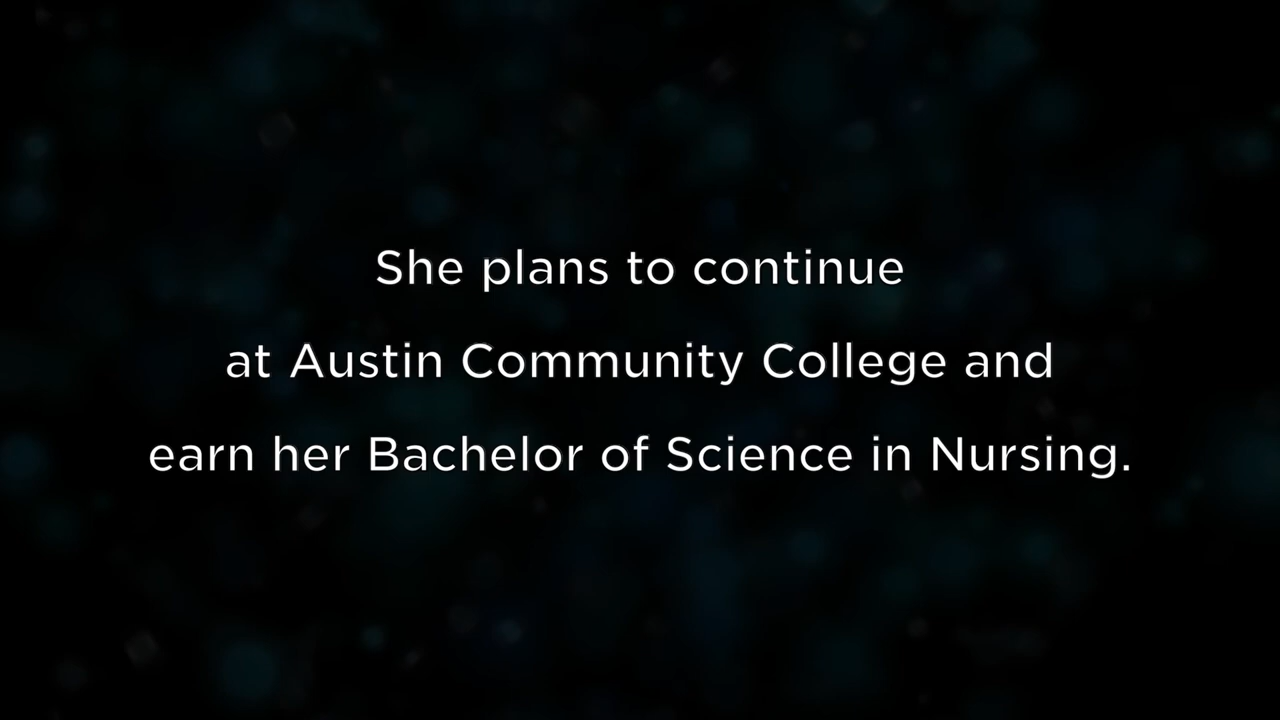 She plans to continue
at Austin Community College and
earn her Bachelor of Science in Nursing.